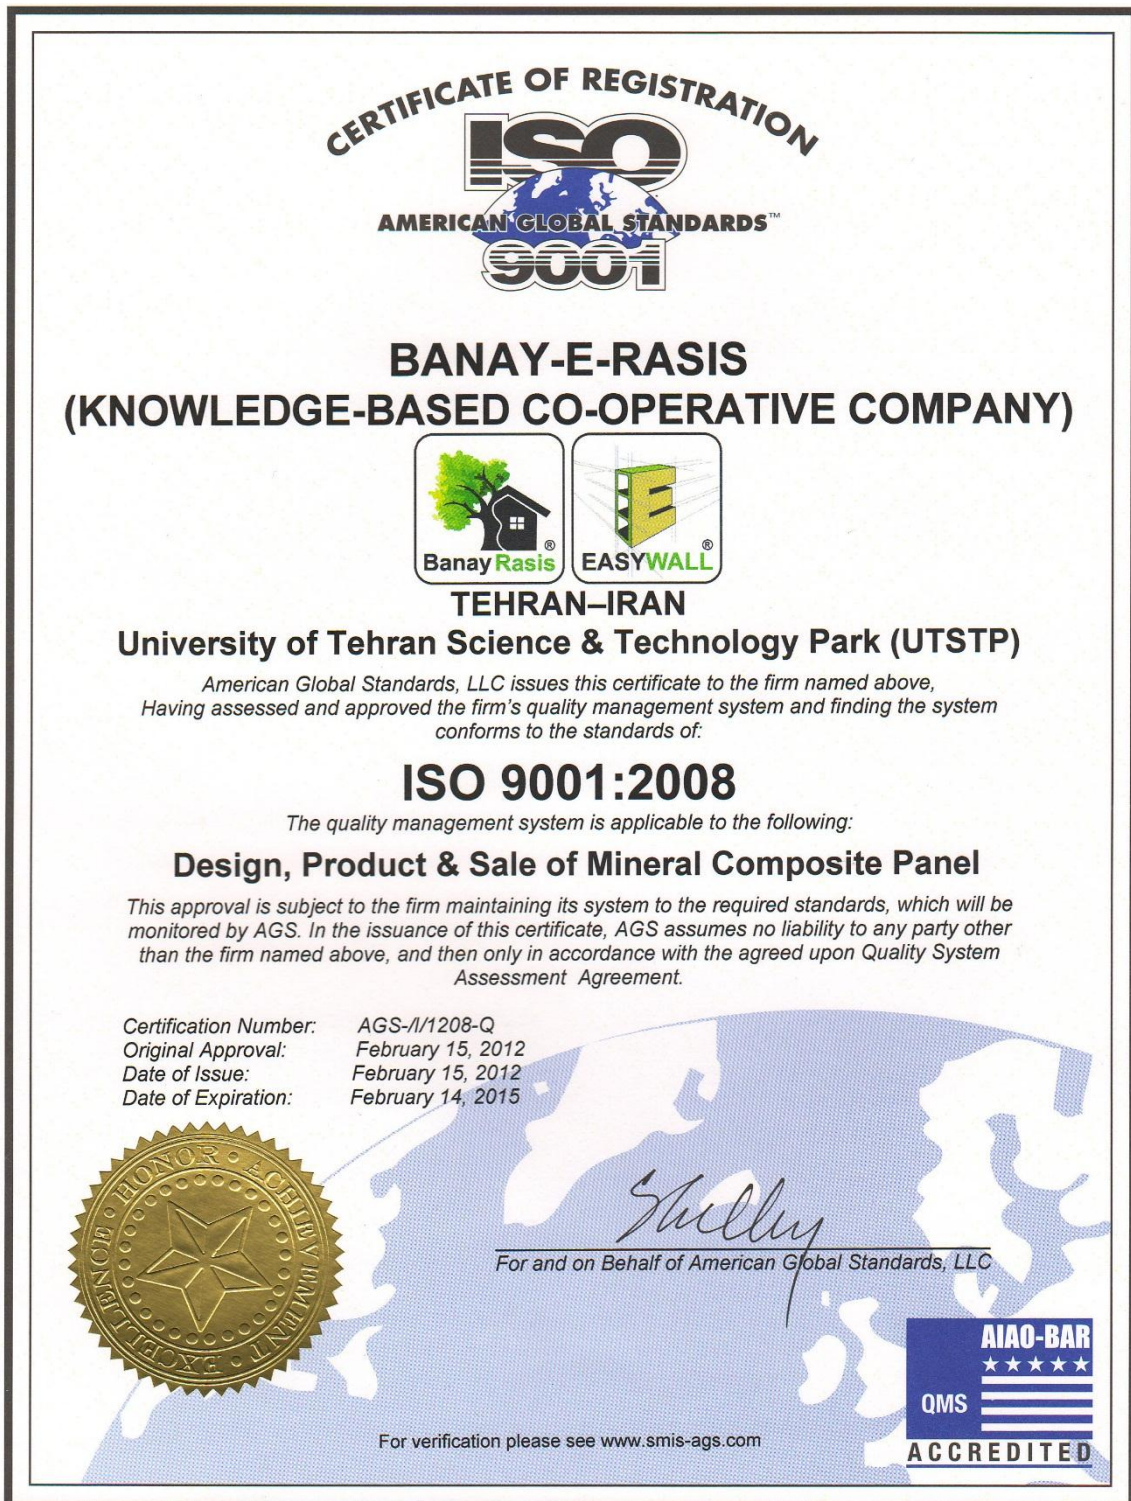 CERTIFICATE OF REGISTRATION
ISO
AMERICAN GLOBAL STANDARDS™
9001
BANAY-E-RASIS
(KNOWLEDGE-BASED CO-OPERATIVE COMPANY)
Banay Rasis ®
EASYWALL ®
TEHRAN–IRAN
University of Tehran Science & Technology Park (UTSTP)
American Global Standards, LLC issues this certificate to the firm named above,
Having assessed and approved the firm's quality management system and finding the system
conforms to the standards of:
ISO 9001:2008
The quality management system is applicable to the following:
Design, Product & Sale of Mineral Composite Panel
This approval is subject to the firm maintaining its system to the required standards, which will be
monitored by AGS. In the issuance of this certificate, AGS assumes no liability to any party other
than the firm named above, and then only in accordance with the agreed upon Quality System
Assessment Agreement.
Certification Number: AGS-/I/1208-Q
Original Approval: February 15, 2012
Date of Issue: February 15, 2012
Date of Expiration: February 14, 2015
EXCELLENCE • HONOR • ACHIEVEMENT •
Shelley
For and on Behalf of American Global Standards, LLC
AIAO-BAR
QMS
ACCREDITED
For verification please see www.smis-ags.com